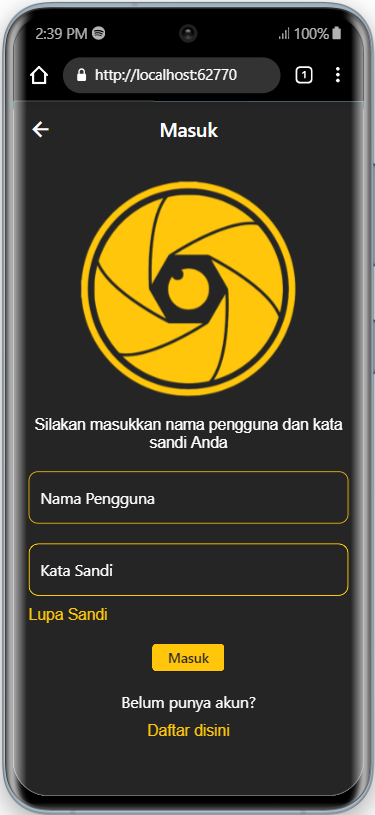 2:39 PM
100%
http://localhost:62770
1
Masuk
Silakan masukkan nama pengguna dan kata
sandi Anda
Nama Pengguna
Kata Sandi
Lupa Sandi
Masuk
Belum punya akun?
Daftar disini